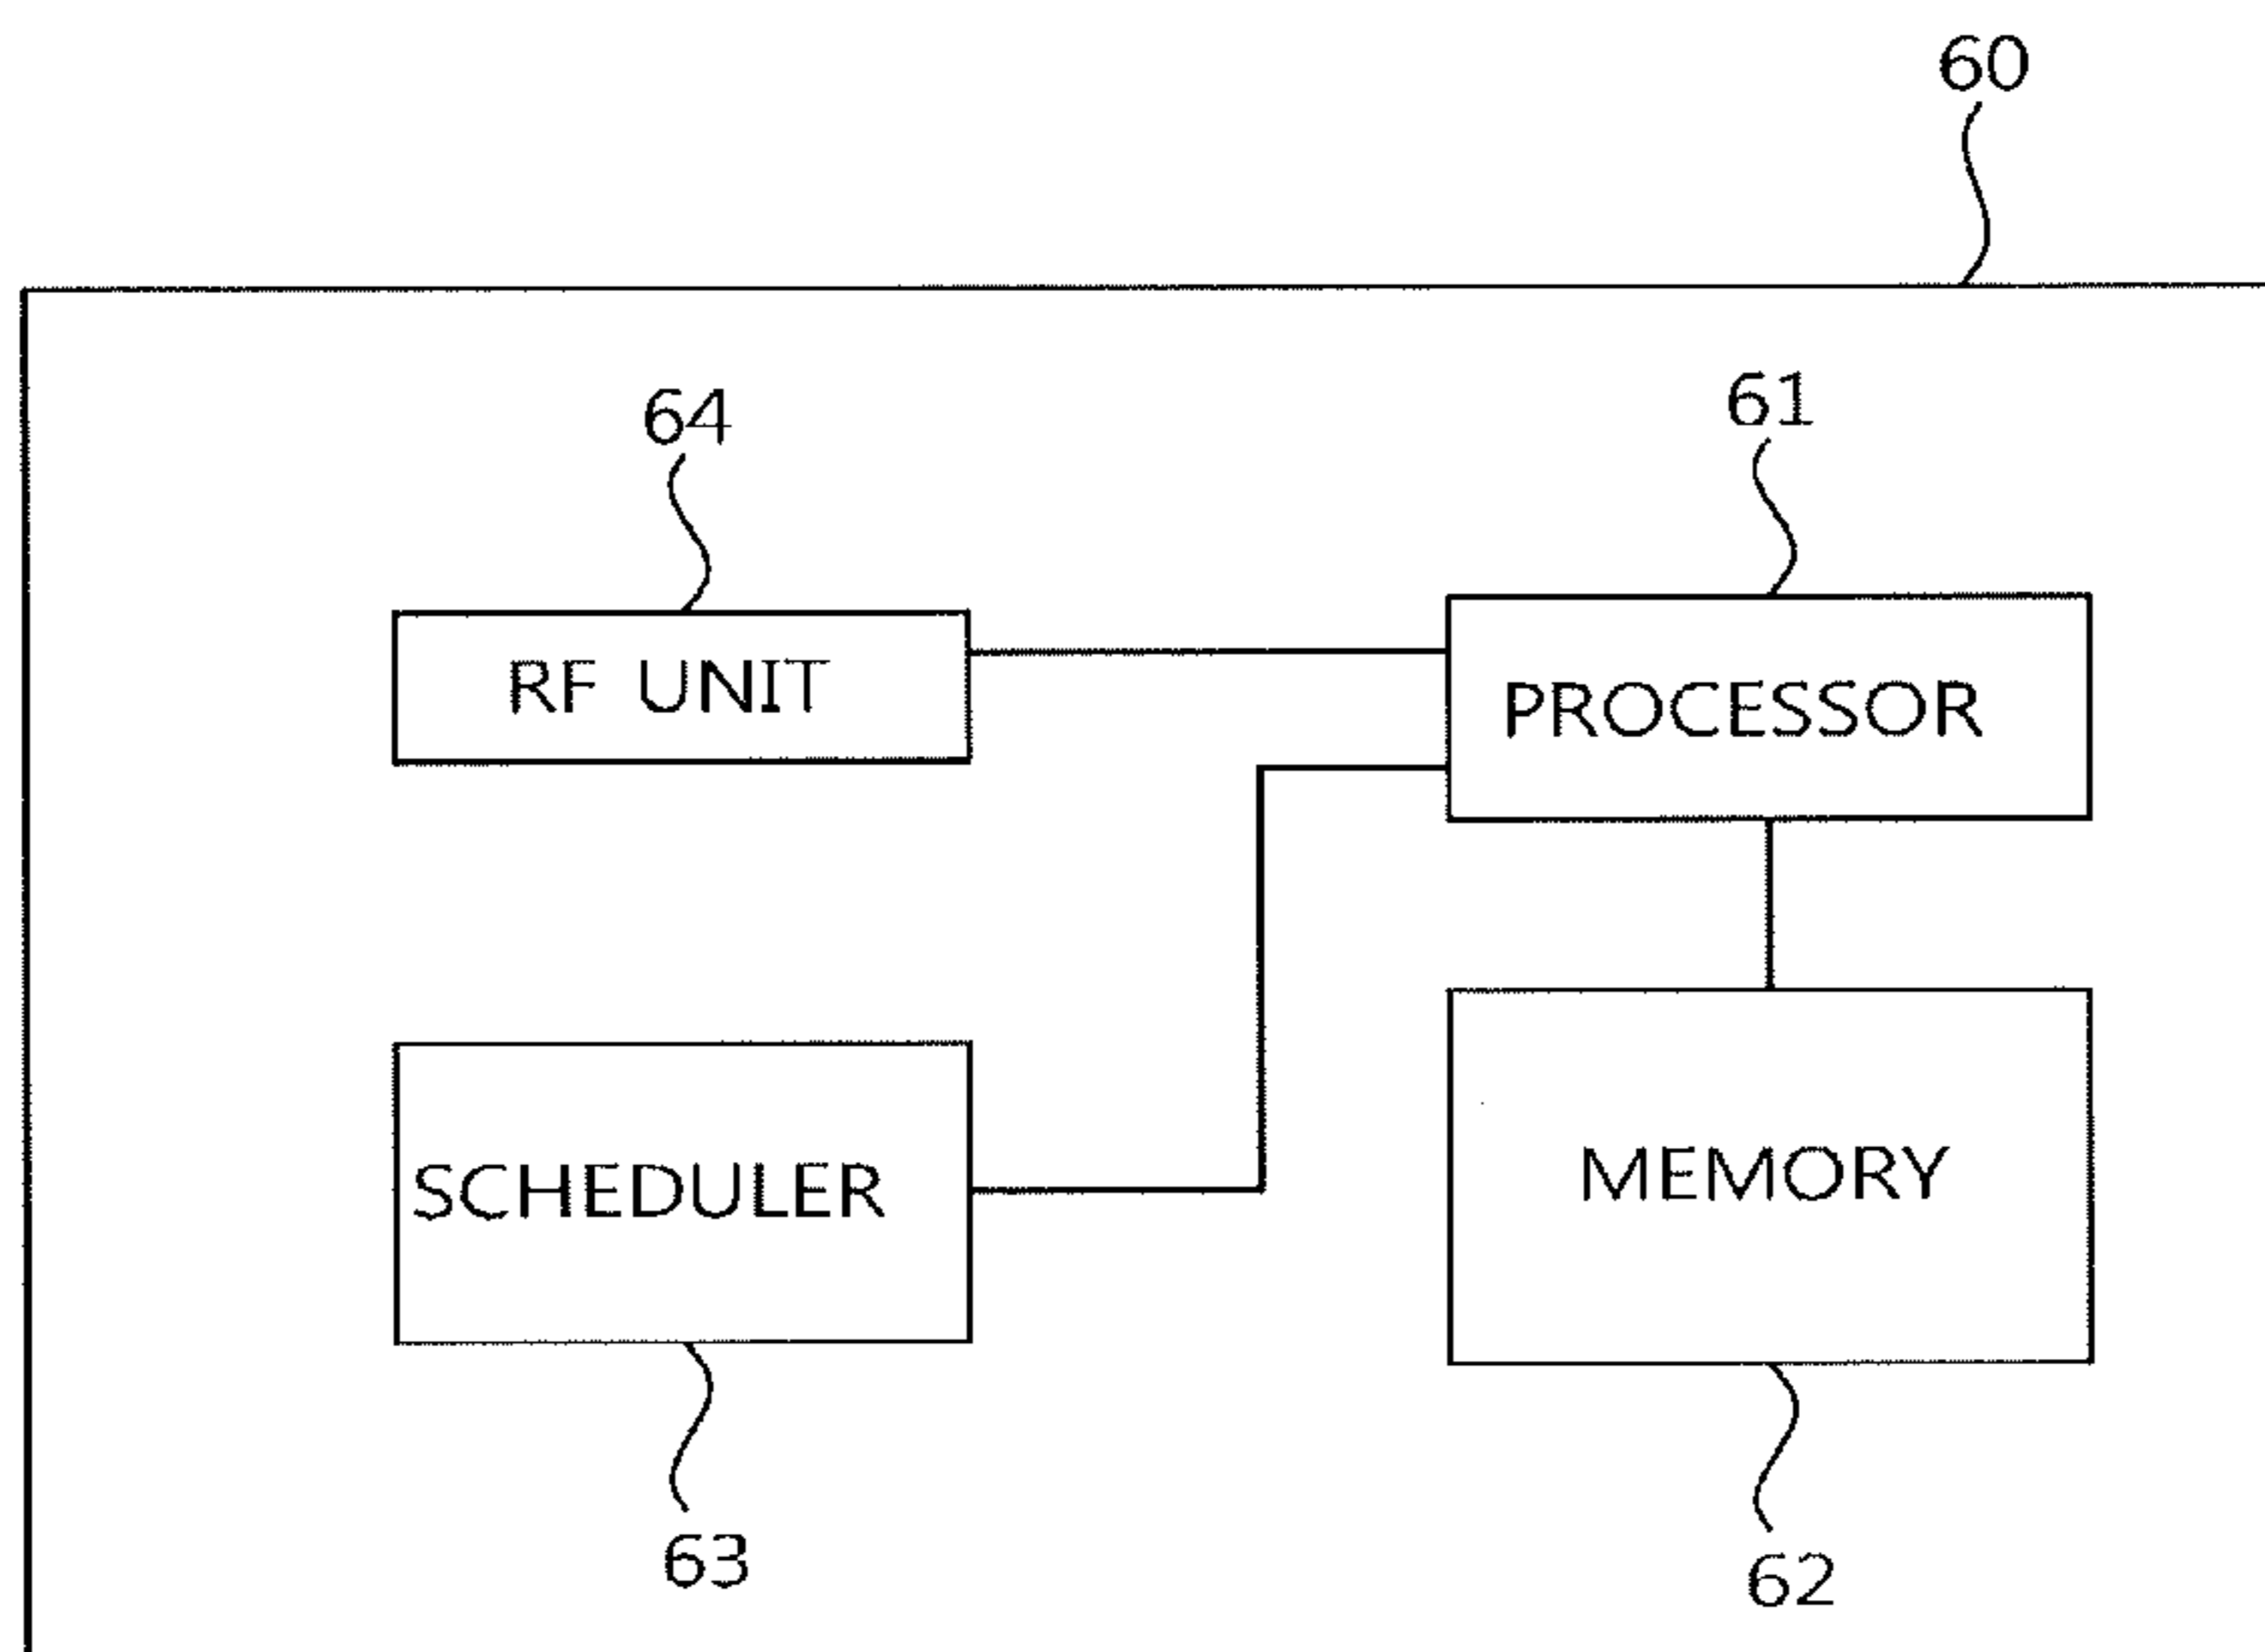 60
64
61
RF UNIT
PROCESSOR
SCHEDULER
MEMORY
63
62